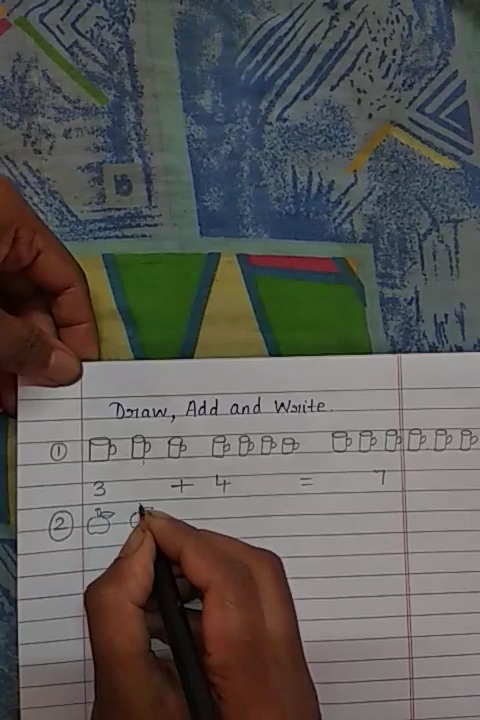 Draw, Add and Write.
①
3 + 4 = 7
②